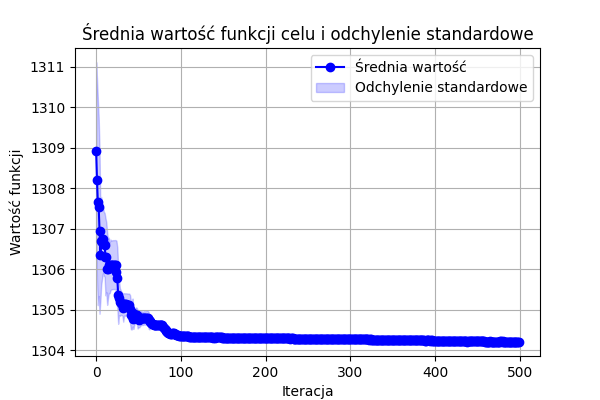 Średnia wartość funkcji celu i odchylenie standardowe
Średnia wartość
Odchylenie standardowe
Wartość funkcji
1311
1310
1309
1308
1307
1306
1305
1304
0 100 200 300 400 500
Iteracja